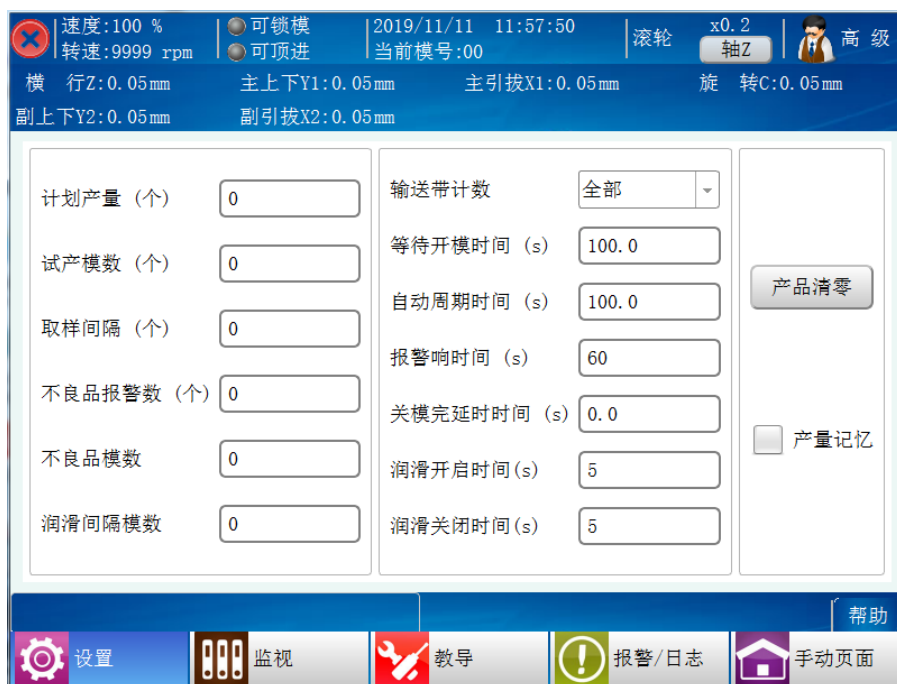 速度:100 % 可锁模 2019/11/11 11:57:50 滚轮 x0.2 高 级
转速:9999 rpm 可顶进 当前模号:00 轴Z
横 行Z:0.05mm 主上下Y1:0.05mm 主引拔X1:0.05mm 旋 转C:0.05mm
副上下Y2:0.05mm 副引拔X2:0.05mm
计划产量 (个) 0
试产模数 (个) 0
取样间隔 (个) 0
不良品报警数 (个) 0
不良品模数 0
润滑间隔模数 0
输送带计数 全部
等待开模时间 (s) 100.0
自动周期时间 (s) 100.0
报警响时间 (s) 60
关模完延时时间 (s) 0.0
润滑开启时间(s) 5
润滑关闭时间(s) 5
产品清零
产量记忆
帮助
设置 监视 教导 报警/日志 手动页面